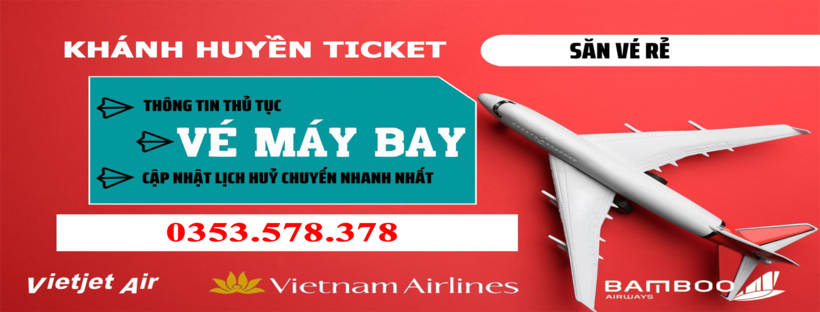 KHÁNH HUYỀN TICKET
SĂN VÉ RẺ
THÔNG TIN THỦ TỤC
VÉ MÁY BAY
CẬP NHẬT LỊCH HUỶ CHUYẾN NHANH NHẤT
0353.578.378
Vietjet Air
Vietnam Airlines
BAMBOO
AIRWAYS